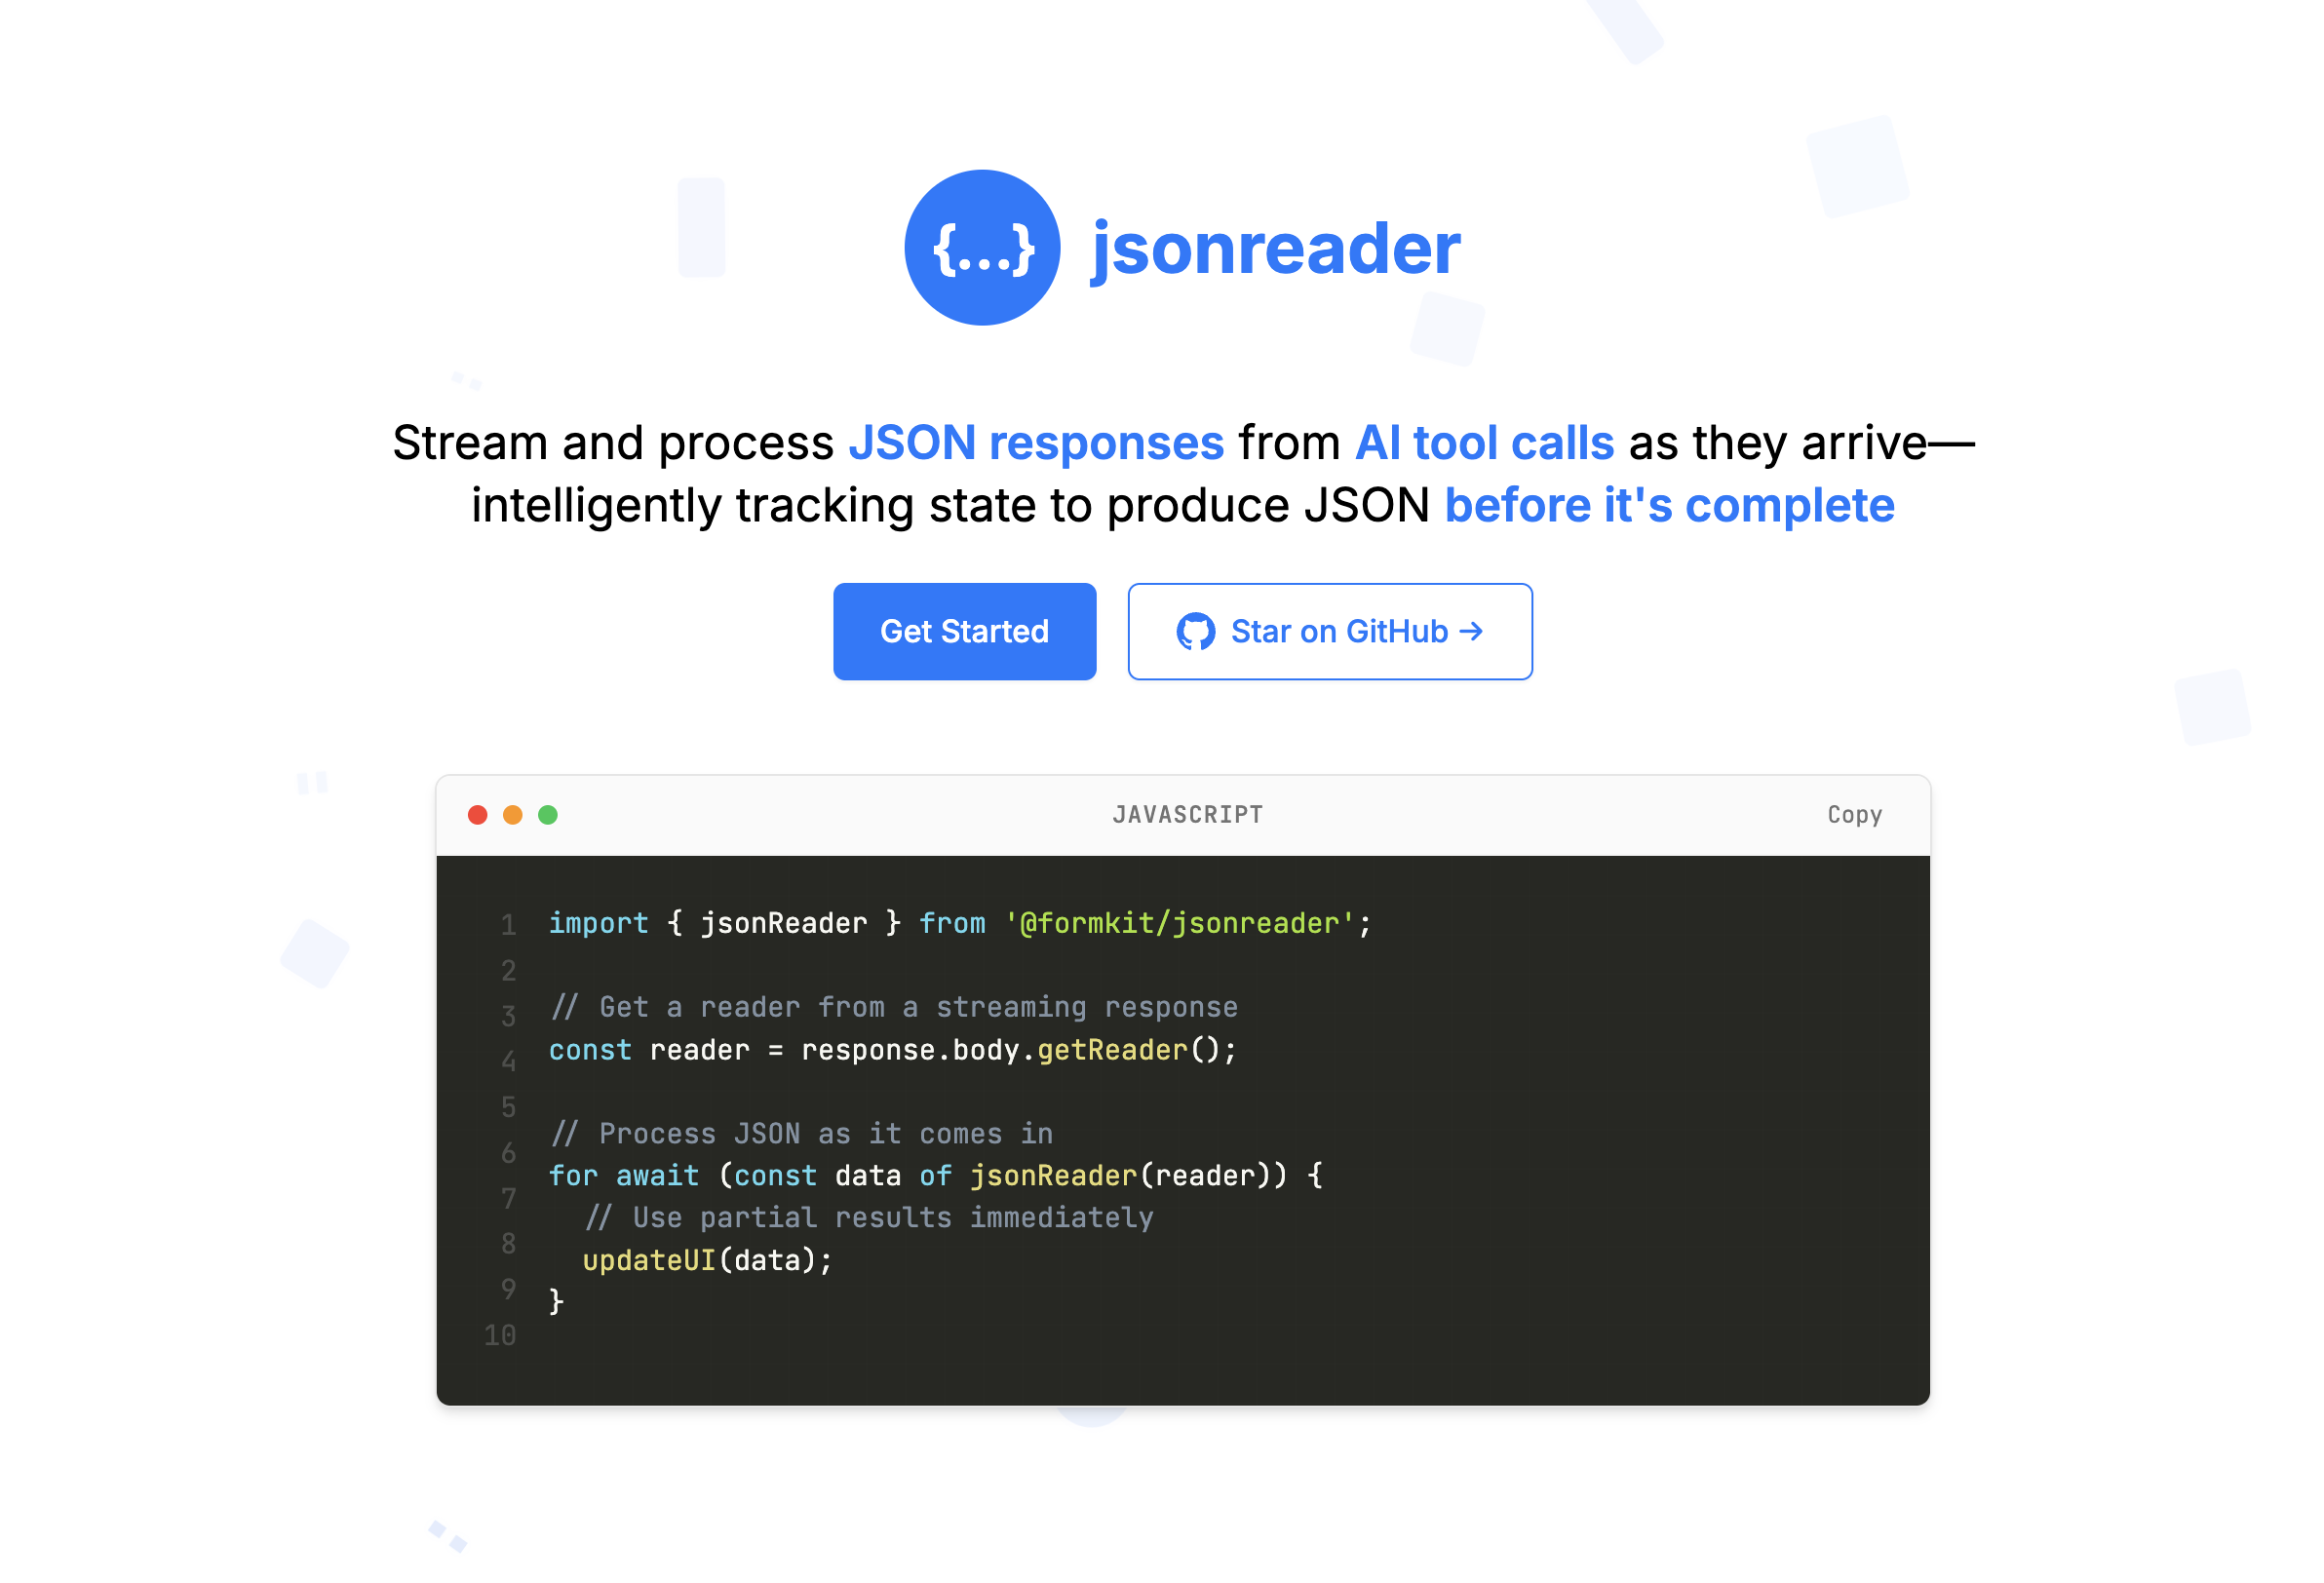 {...} jsonreader
Stream and process JSON responses from AI tool calls as they arrive—
intelligently tracking state to produce JSON before it's complete
Get Started
Star on GitHub →
JAVASCRIPT
Copy
1 import { jsonReader } from '@formkit/jsonreader';
2
3 // Get a reader from a streaming response
4 const reader = response.body.getReader();
5
6 // Process JSON as it comes in
7 for await (const data of jsonReader(reader)) {
8   // Use partial results immediately
9   updateUI(data);
10 }